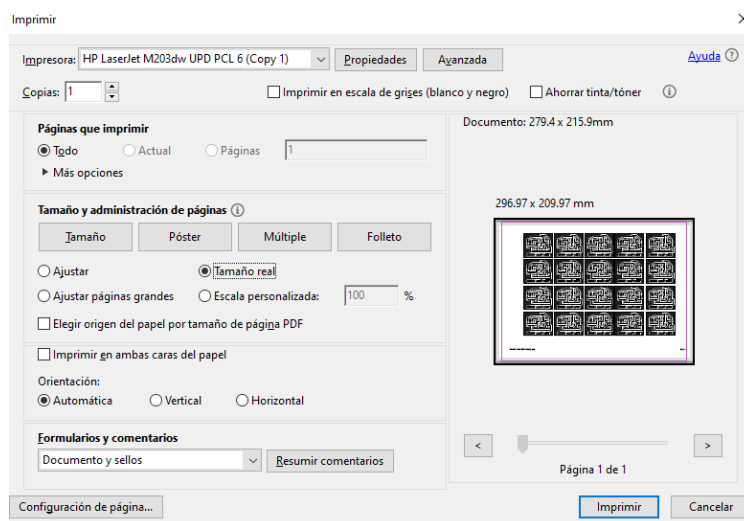 Imprimir
Impresora: HP LaserJet M203dw UPD PCL 6 (Copy 1) Propiedades Avanzada Ayuda
Copias: 1 Imprimir en escala de grises (blanco y negro) Ahorrar tinta/tóner
Páginas que imprimir
Todo Actual Páginas 1
Más opciones
Tamaño y administración de páginas
Tamaño Póster Múltiple Folleto
Ajustar Tamaño real
Ajustar páginas grandes Escala personalizada: 100 %
Elegir origen del papel por tamaño de página PDF
Imprimir en ambas caras del papel
Orientación:
Automática Vertical Horizontal
Formularios y comentarios
Documento y sellos Resumir comentarios
Documento: 279.4 x 215.9mm
296.97 x 209.97 mm
< >
Página 1 de 1
Configuración de página... Imprimir Cancelar